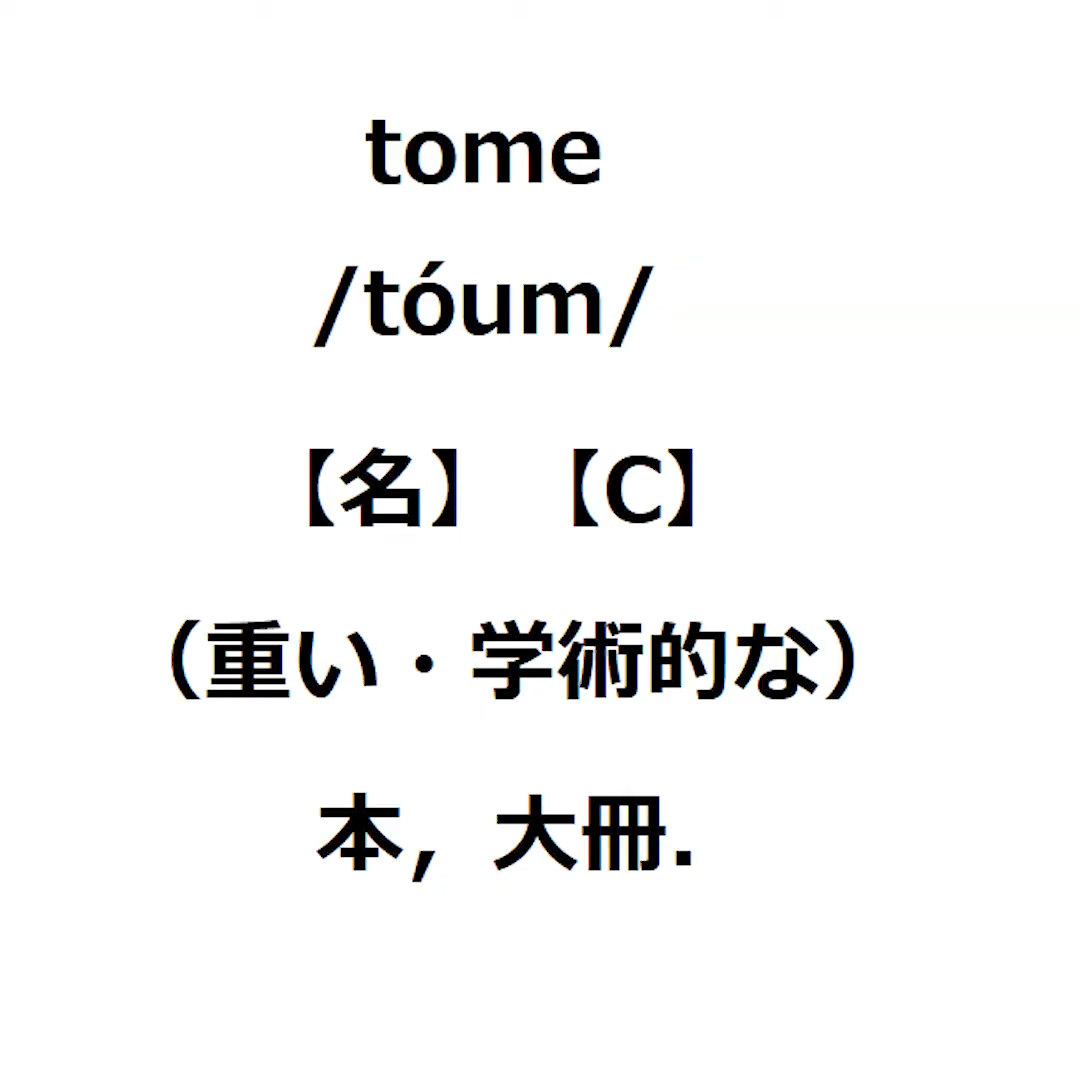 tome
/tóum/
【名】 【C】
（重い・学術的な）
本，大冊．